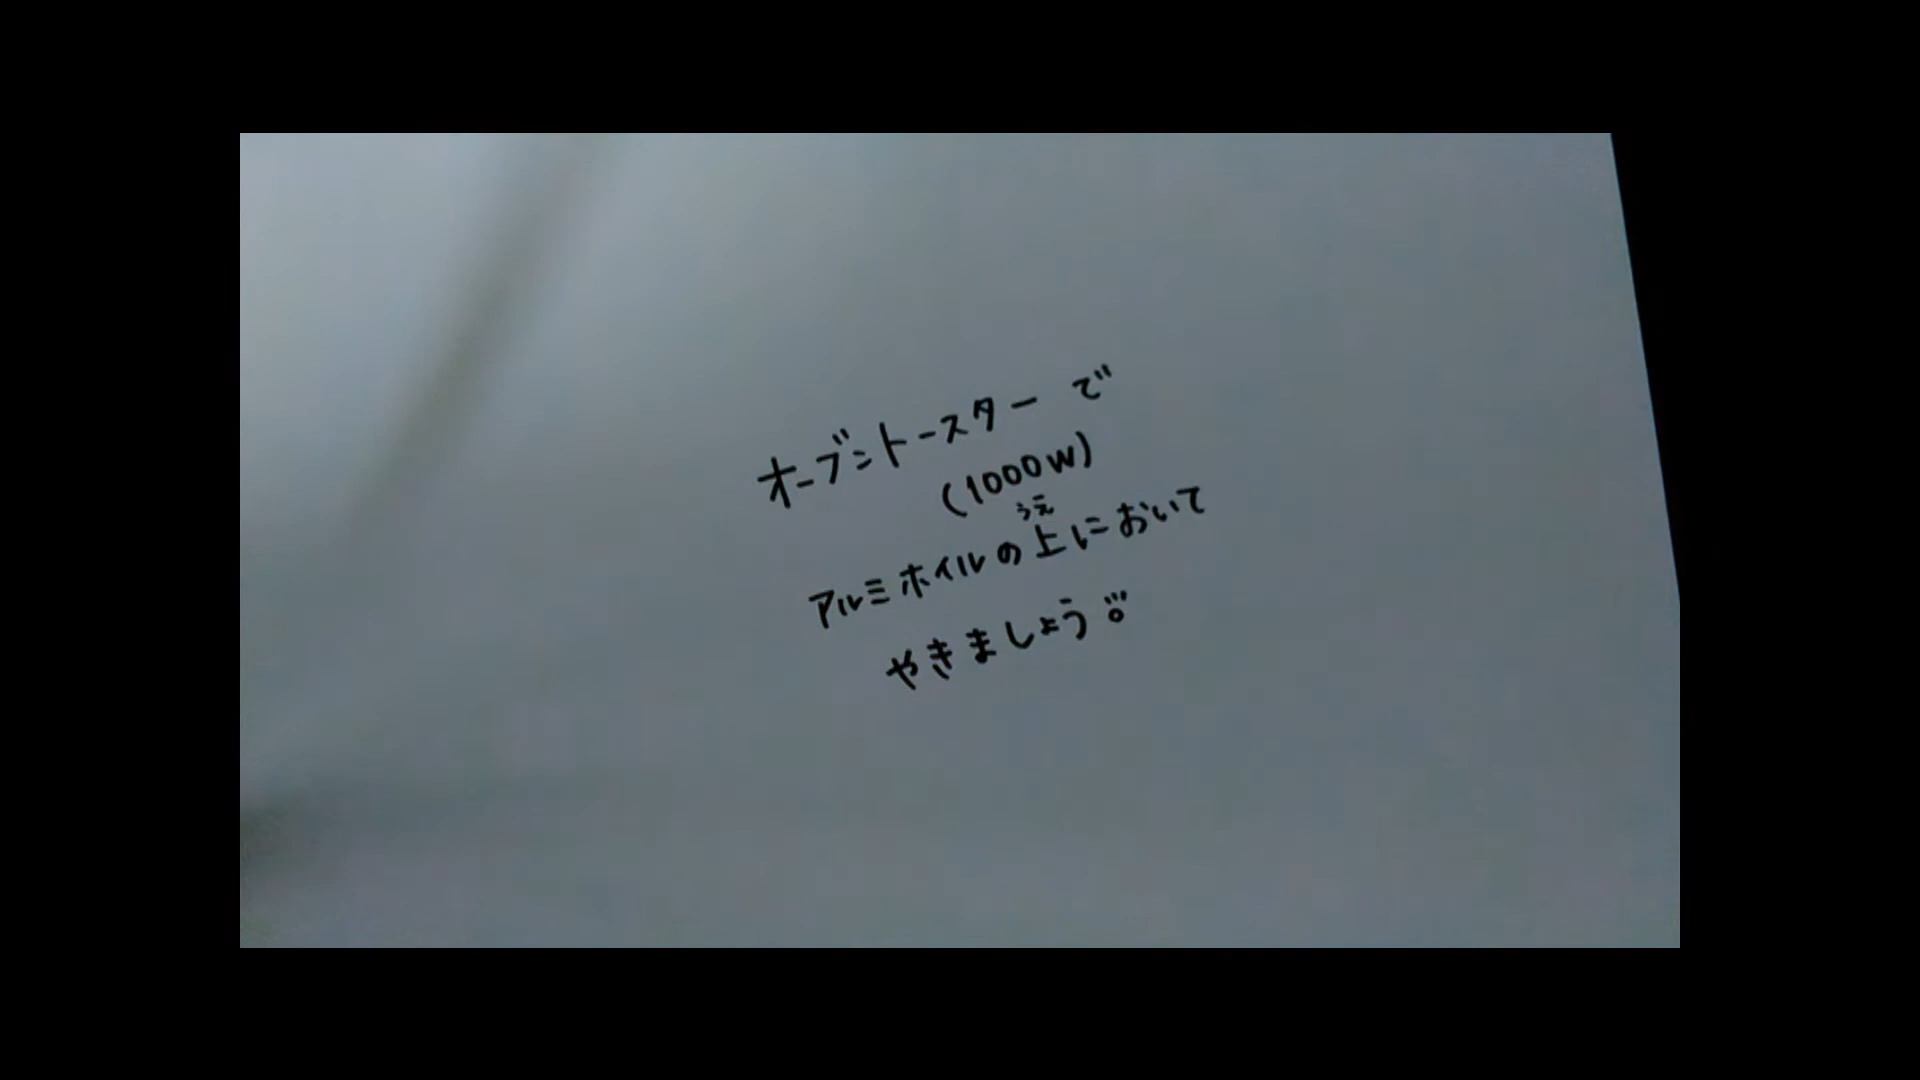 オーブントースターで
(1000W)
うえ
アルミホイルの上において
やきましょう。